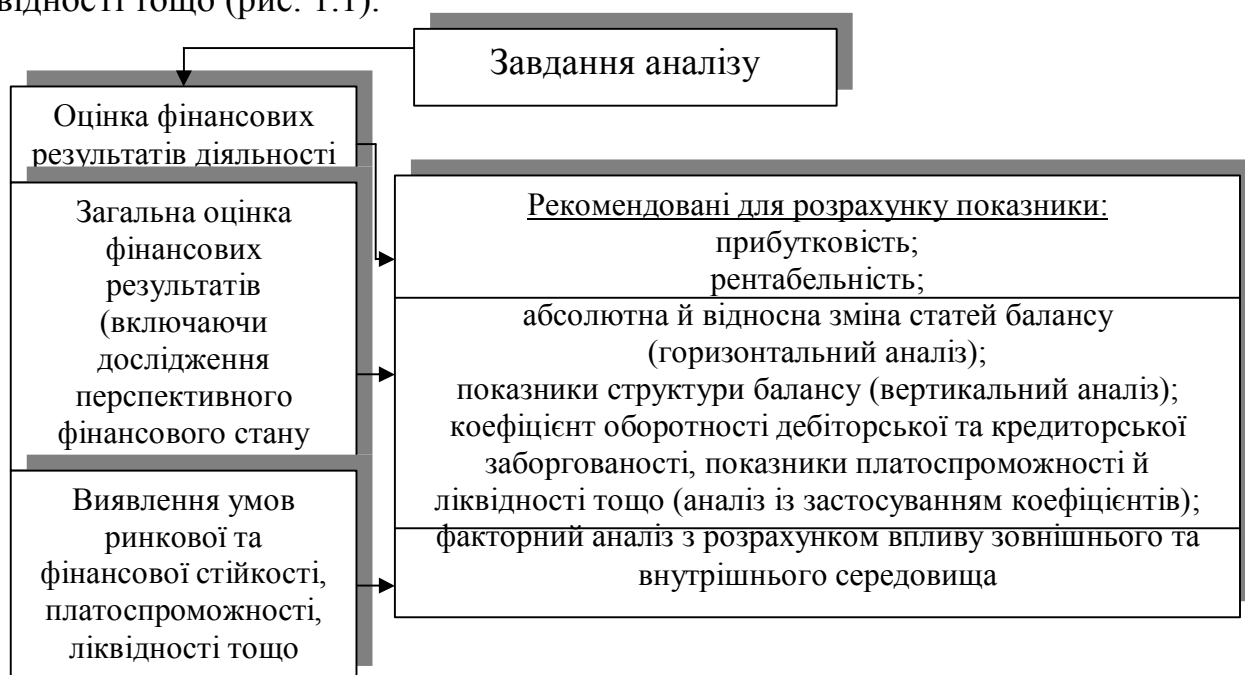 відності тощо (рис. 1.1).
Завдання аналізу
Оцінка фінансових
результатів діяльності
Загальна оцінка
фінансових
результатів
(включаючи
дослідження
перспективного
фінансового стану
Виявлення умов
ринкової та
фінансової стійкості,
платоспроможності,
ліквідності тощо
Рекомендовані для розрахунку показники:
прибутковість;
рентабельність;
абсолютна й відносна зміна статей балансу
(горизонтальний аналіз);
показники структури балансу (вертикальний аналіз);
коефіцієнт оборотності дебіторської та кредиторської
заборгованості, показники платоспроможності й
ліквідності тощо (аналіз із застосуванням коефіцієнтів);
факторний аналіз з розрахунком впливу зовнішнього та
внутрішнього середовища